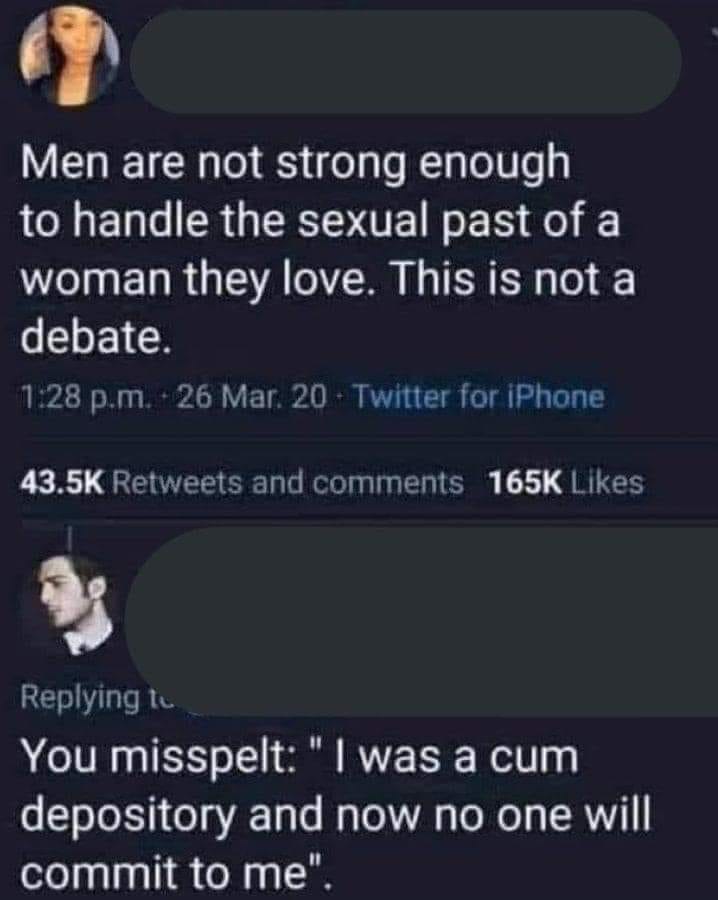 Men are not strong enough
to handle the sexual past of a
woman they love. This is not a
debate.
1:28 p.m. · 26 Mar. 20 · Twitter for iPhone
43.5K Retweets and comments 165K Likes
Replying
You misspelt: " I was a cum
depository and now no one will
commit to me".